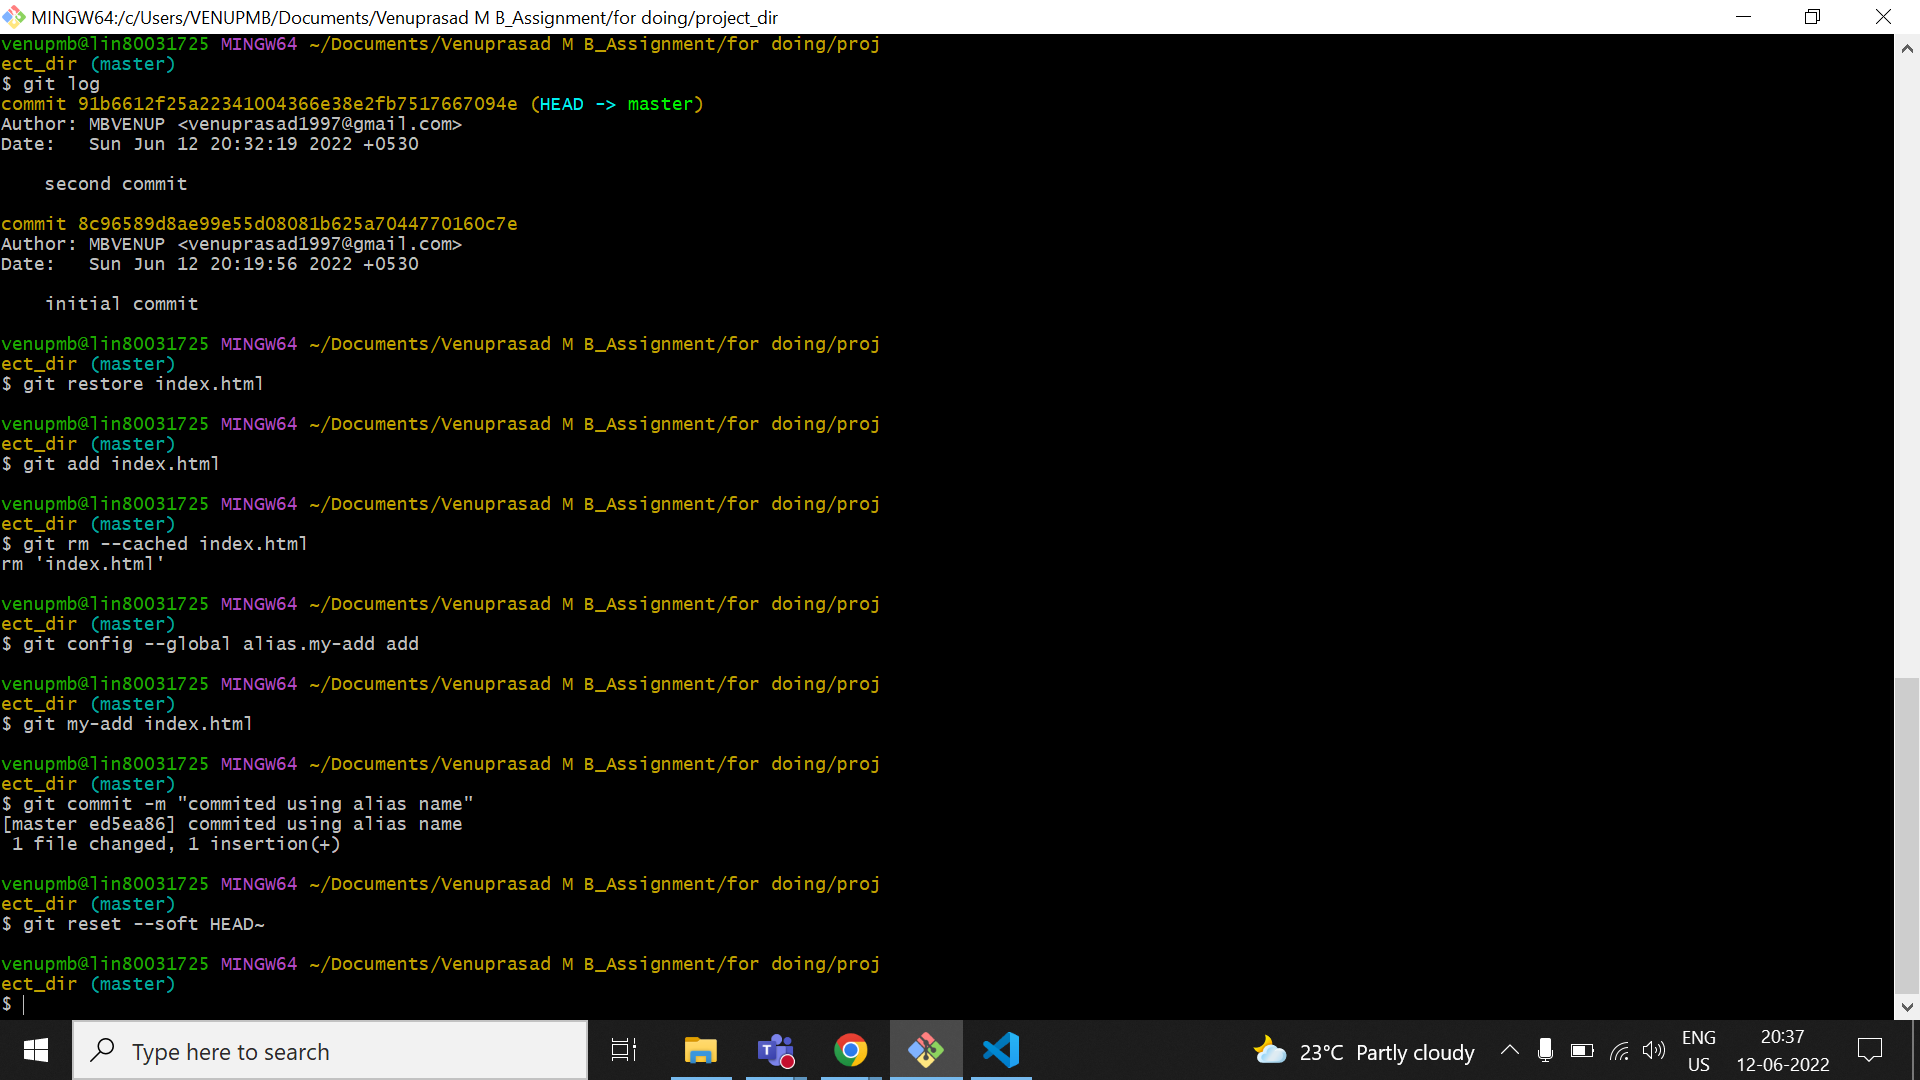 MINGW64:/c/Users/VENUPMB/Documents/Venuprasad M B_Assignment/for doing/project_dir
venupmb@lin80031725 MINGW64 ~/Documents/Venuprasad M B_Assignment/for doing/proj
ect_dir (master)
$ git log
commit 91b6612f25a22341004366e38e2fb7517667094e (HEAD -> master)
Author: MBVENUP <venuprasad1997@gmail.com>
Date:   Sun Jun 12 20:32:19 2022 +0530
    second commit
commit 8c96589d8ae99e55d08081b625a7044770160c7e
Author: MBVENUP <venuprasad1997@gmail.com>
Date:   Sun Jun 12 20:19:56 2022 +0530
    initial commit
venupmb@lin80031725 MINGW64 ~/Documents/Venuprasad M B_Assignment/for doing/proj
ect_dir (master)
$ git restore index.html
venupmb@lin80031725 MINGW64 ~/Documents/Venuprasad M B_Assignment/for doing/proj
ect_dir (master)
$ git add index.html
venupmb@lin80031725 MINGW64 ~/Documents/Venuprasad M B_Assignment/for doing/proj
ect_dir (master)
$ git rm --cached index.html
rm 'index.html'
venupmb@lin80031725 MINGW64 ~/Documents/Venuprasad M B_Assignment/for doing/proj
ect_dir (master)
$ git config --global alias.my-add add
venupmb@lin80031725 MINGW64 ~/Documents/Venuprasad M B_Assignment/for doing/proj
ect_dir (master)
$ git my-add index.html
venupmb@lin80031725 MINGW64 ~/Documents/Venuprasad M B_Assignment/for doing/proj
ect_dir (master)
$ git commit -m "commited using alias name"
[master ed5ea86] commited using alias name
 1 file changed, 1 insertion(+)
venupmb@lin80031725 MINGW64 ~/Documents/Venuprasad M B_Assignment/for doing/proj
ect_dir (master)
$ git reset --soft HEAD~
venupmb@lin80031725 MINGW64 ~/Documents/Venuprasad M B_Assignment/for doing/proj
ect_dir (master)
$
Type here to search
23°C Partly cloudy
ENG
US
20:37
12-06-2022